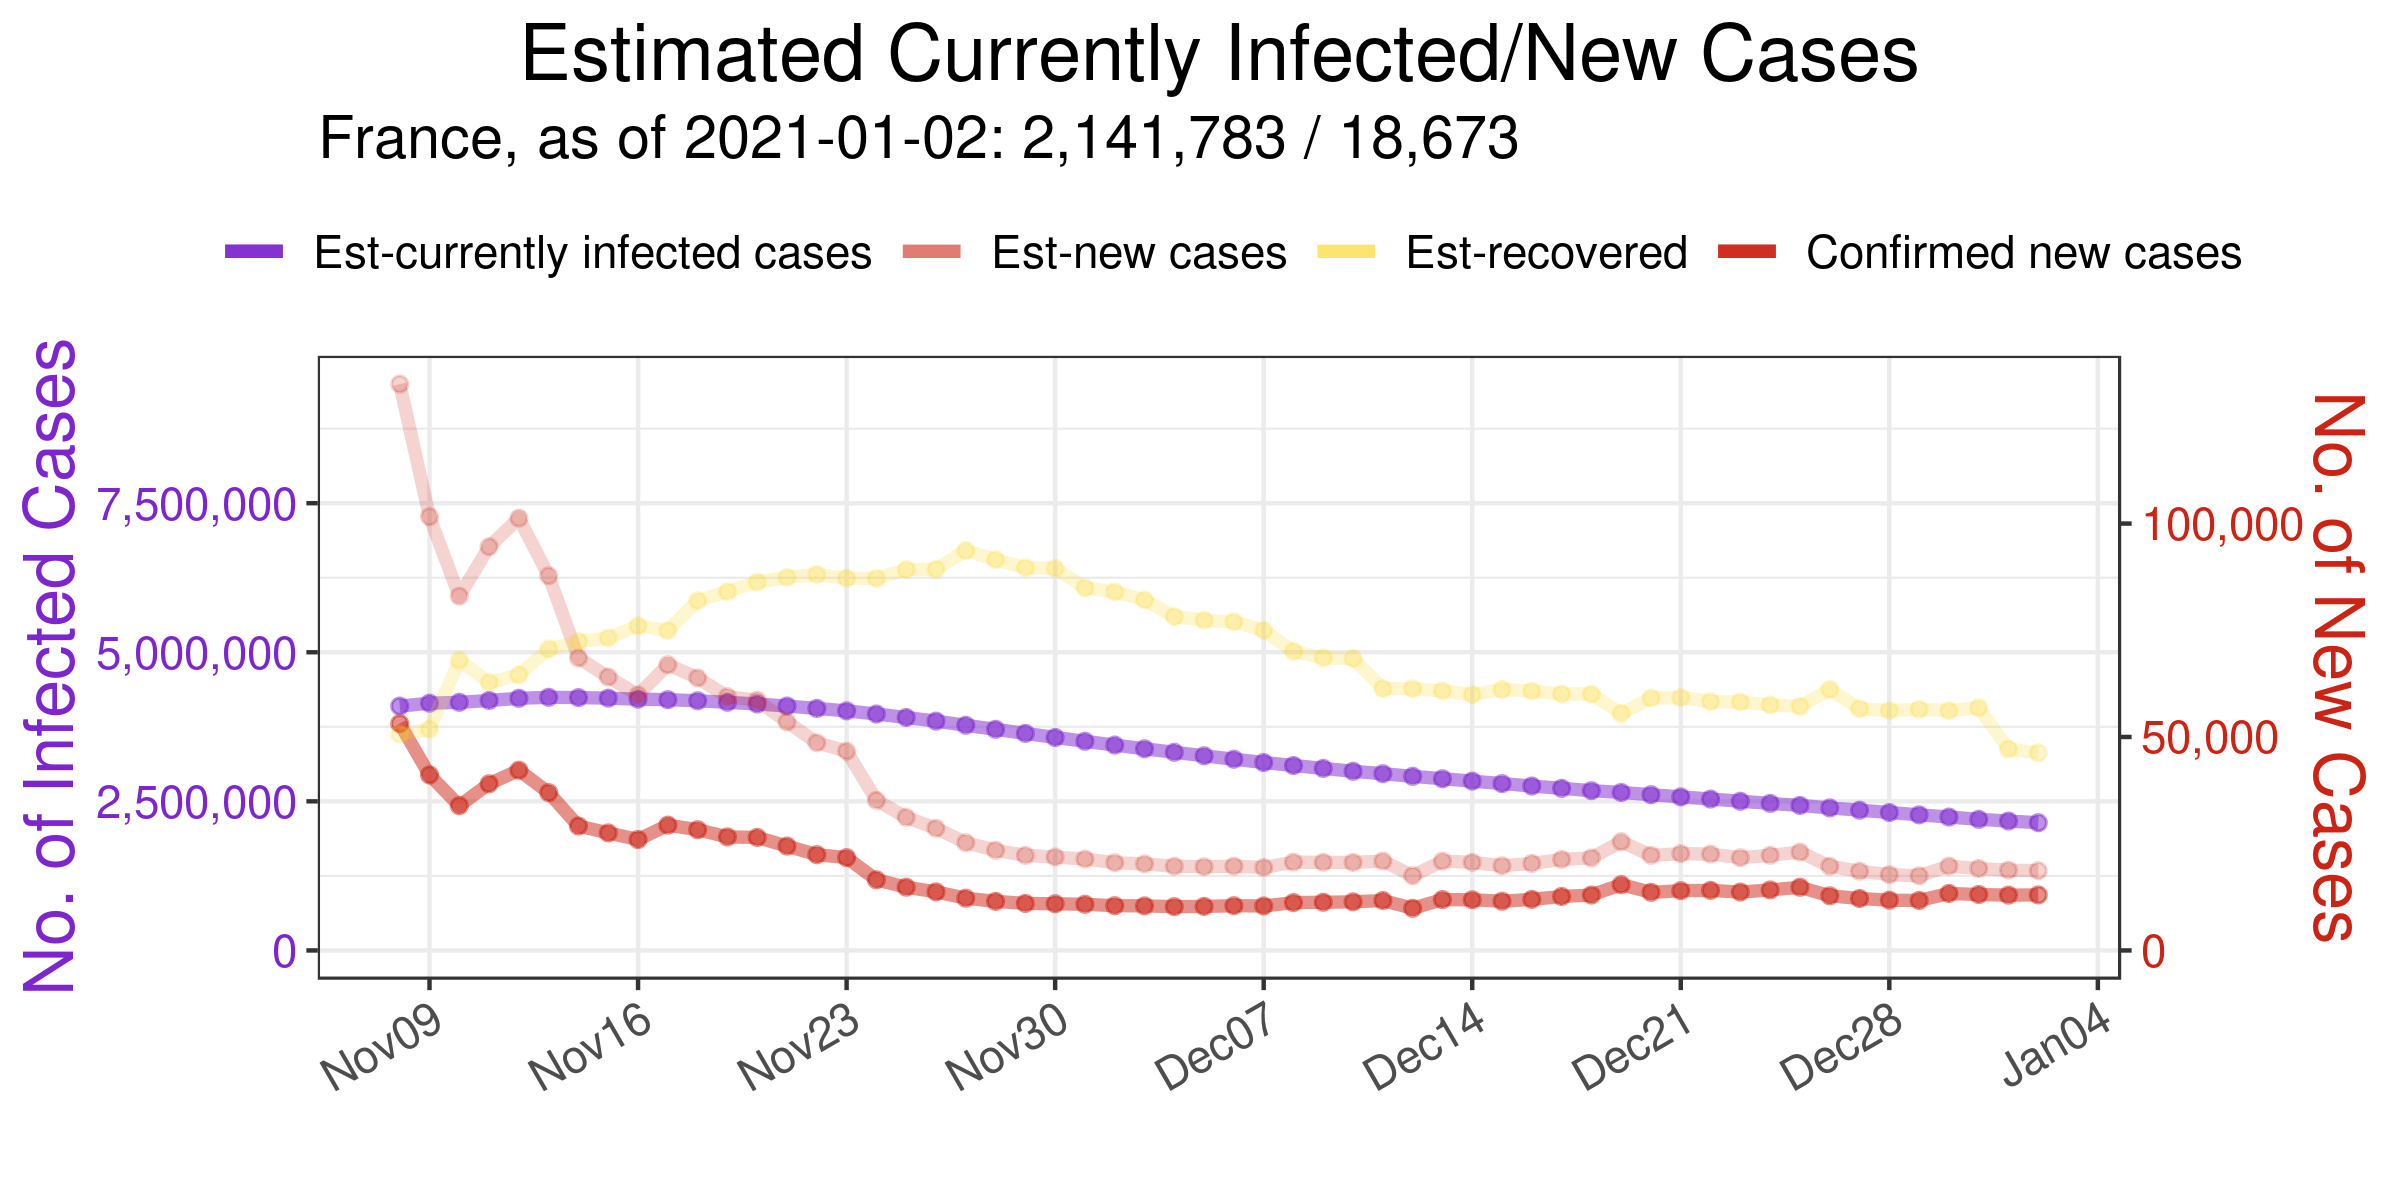 Estimated Currently Infected/New Cases
France, as of 2021-01-02: 2,141,783 / 18,673
Est-currently infected cases Est-new cases Est-recovered Confirmed new cases
No. of Infected Cases
7,500,000
5,000,000
2,500,000
0
100,000
50,000
0
No. of New Cases
Nov09 Nov16 Nov23 Nov30 Dec07 Dec14 Dec21 Dec28 Jan04